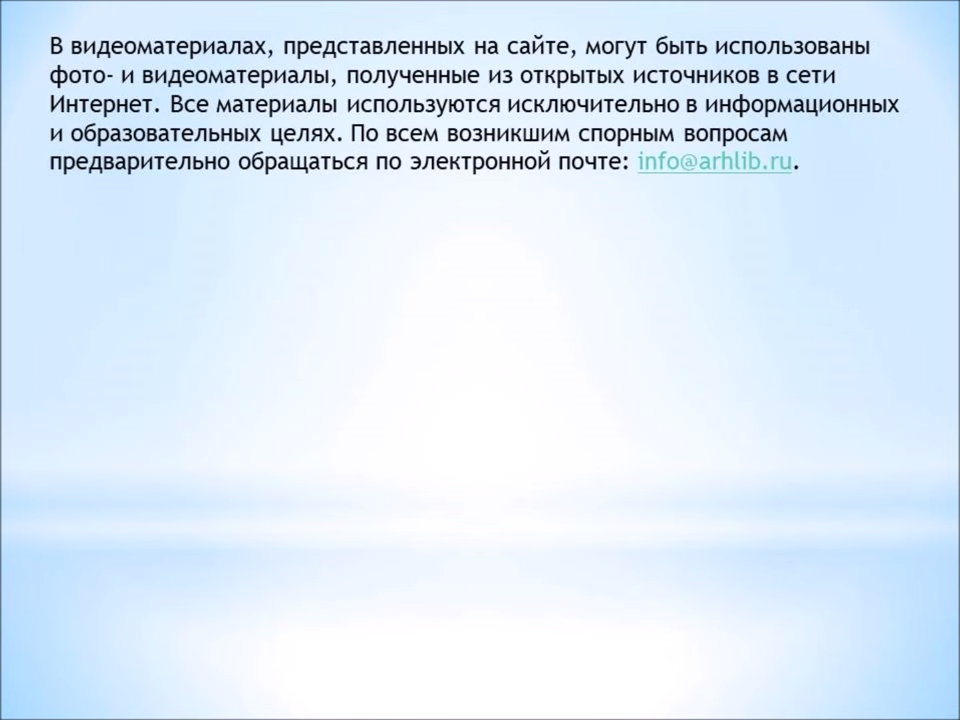 В видеоматериалах, представленных на сайте, могут быть использованы
фото- и видеоматериалы, полученные из открытых источников в сети
Интернет. Все материалы используются исключительно в информационных
и образовательных целях. По всем возникшим спорным вопросам
предварительно обращаться по электронной почте: info@arhlib.ru.